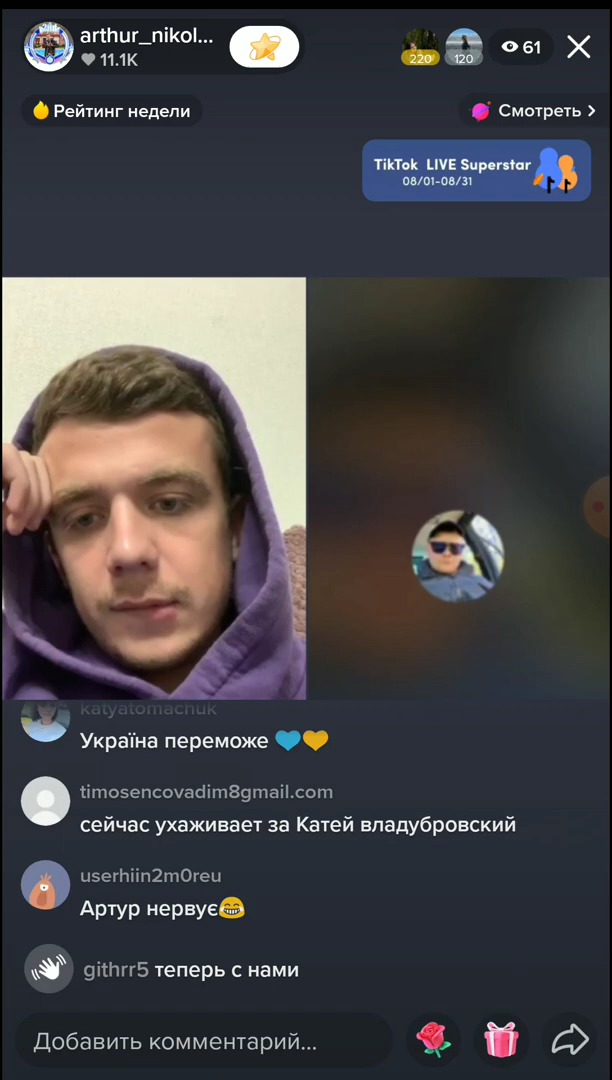 arthur_nikol...
11.1K
220
120
61
Рейтинг недели
Смотреть
TikTok LIVE Superstar
08/01-08/31
katyatomachuk
Україна переможе 💙💛
timosencovadim8gmail.com
сейчас ухаживает за Катей владубровский
userhiin2m0reu
Артур нервує😂
githrr5 теперь с нами
Добавить комментарий...